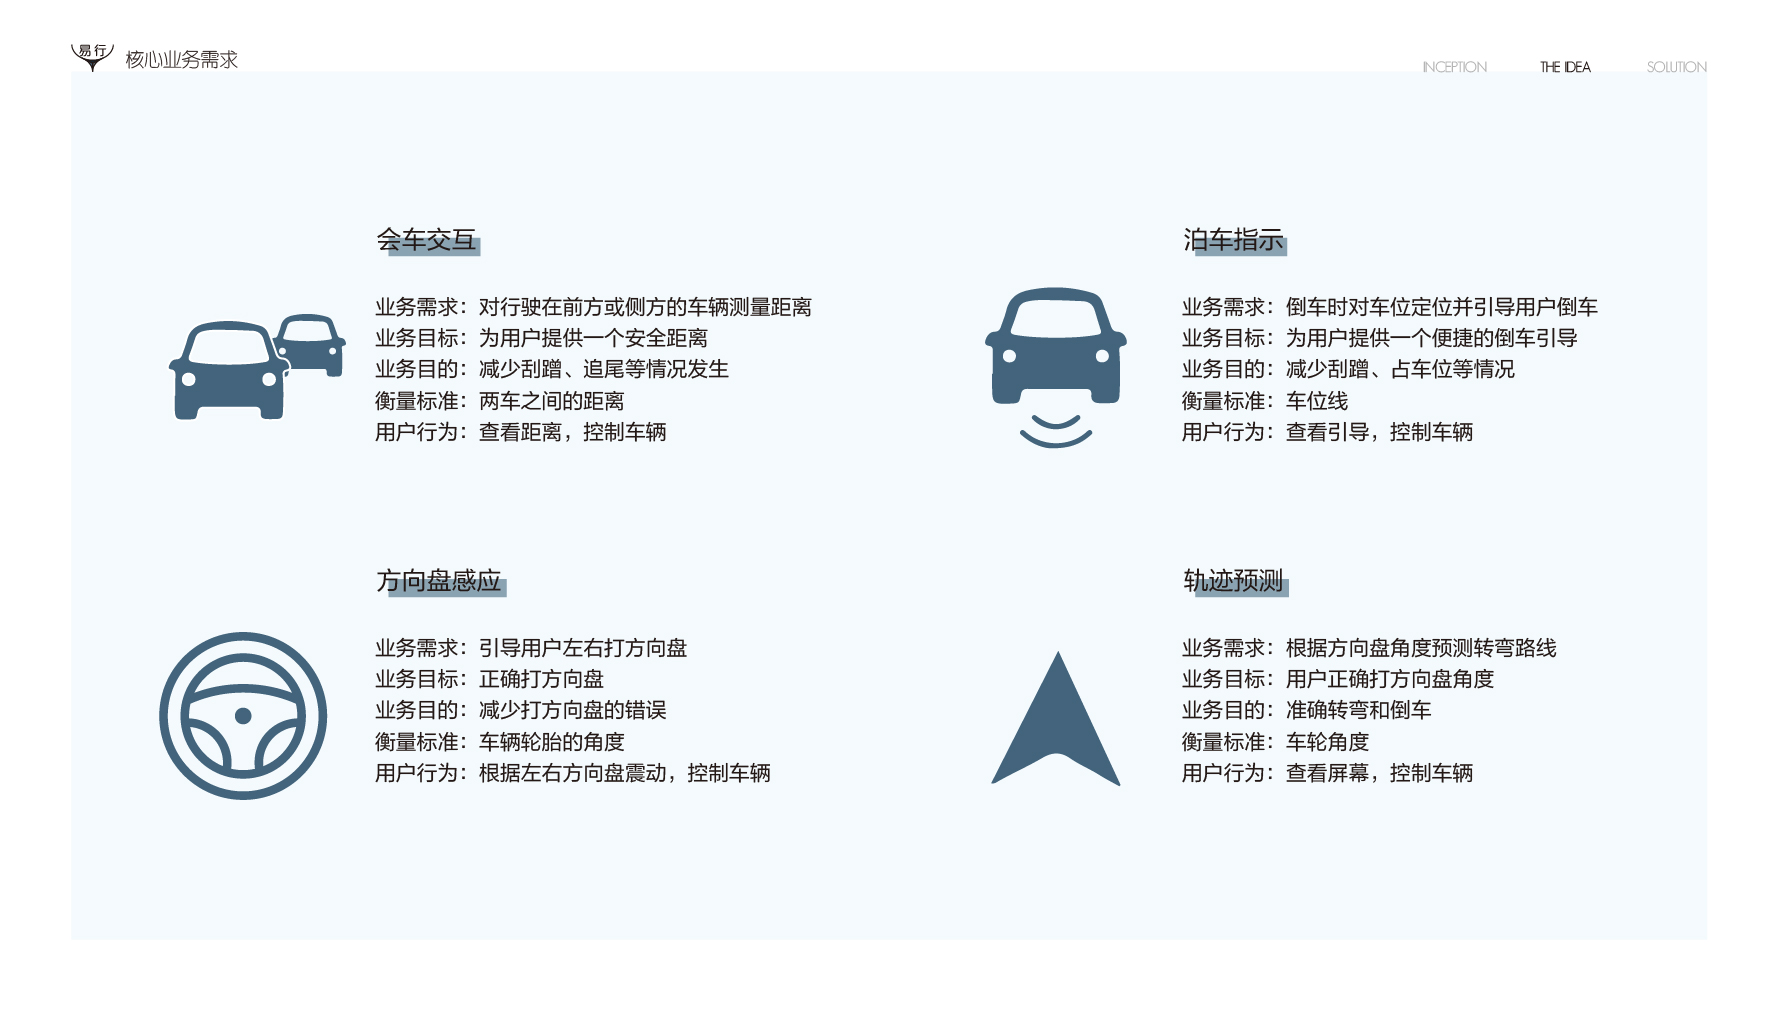 易行
核心业务需求
INCEPTION
THE IDEA
SOLUTION
会车交互
业务需求：对行驶在前方或侧方的车辆测量距离
业务目标：为用户提供一个安全距离
业务目的：减少刮蹭、追尾等情况发生
衡量标准：两车之间的距离
用户行为：查看距离，控制车辆
泊车指示
业务需求：倒车时对车位定位并引导用户倒车
业务目标：为用户提供一个便捷的倒车引导
业务目的：减少刮蹭、占车位等情况
衡量标准：车位线
用户行为：查看引导，控制车辆
方向盘感应
业务需求：引导用户左右打方向盘
业务目标：正确打方向盘
业务目的：减少打方向盘的错误
衡量标准：车辆轮胎的角度
用户行为：根据左右方向盘震动，控制车辆
轨迹预测
业务需求：根据方向盘角度预测转弯路线
业务目标：用户正确打方向盘角度
业务目的：准确转弯和倒车
衡量标准：车轮角度
用户行为：查看屏幕，控制车辆